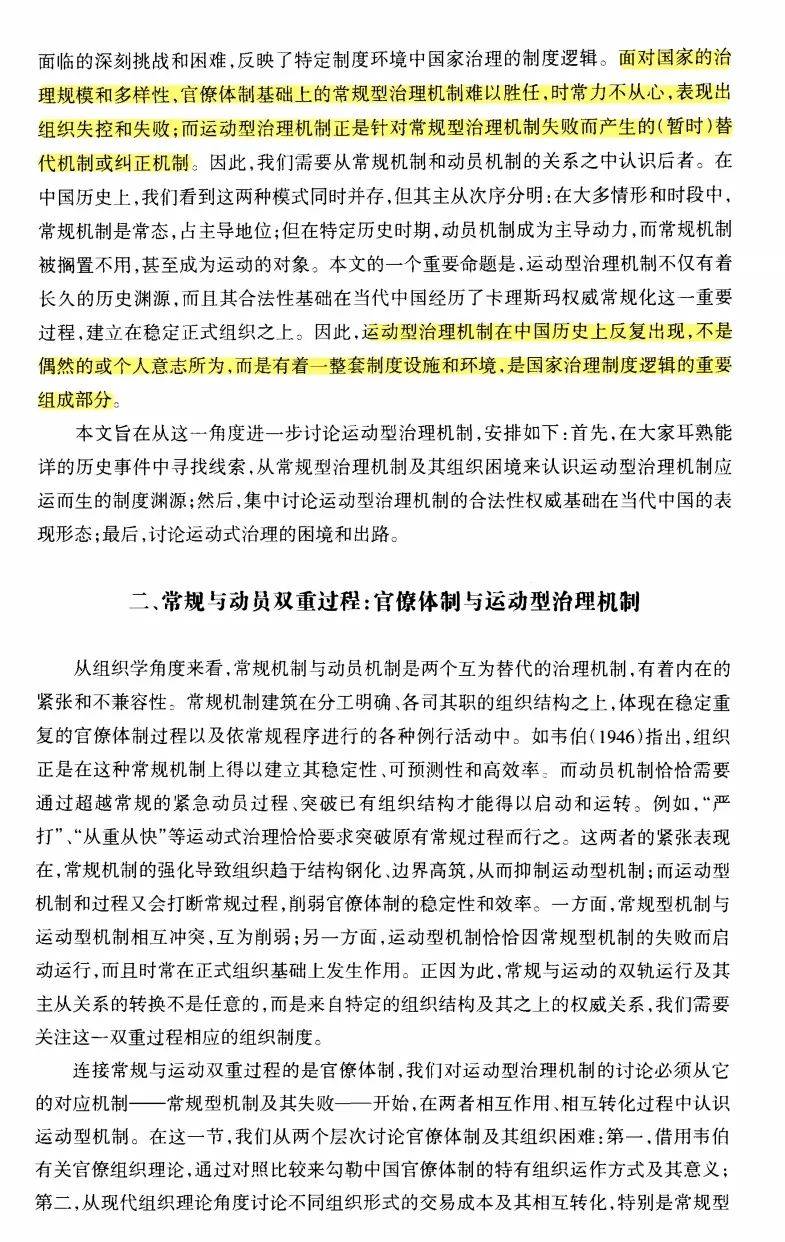 面临的深刻挑战和困难,反映了特定制度环境中国家治理的制度逻辑。面对国家的治
理规模和多样性,官僚体制基础上的常规型治理机制难以胜任,时常力不从心,表现出
组织失控和失败;而运动型治理机制正是针对常规型治理机制失败而产生的(暂时)替
代机制或纠正机制。因此,我们需要从常规机制和动员机制的关系之中认识后者。在
中国历史上,我们看到这两种模式同时并存,但其主从次序分明:在大多情形和时段中,
常规机制是常态,占主导地位;但在特定历史时期,动员机制成为主导动力,而常规机制
被搁置不用,甚至成为运动的对象。本文的一个重要命题是,运动型治理机制不仅有着
长久的历史渊源,而且其合法性基础在当代中国经历了卡理斯玛权威常规化这一重要
过程,建立在稳定正式组织之上。因此,运动型治理机制在中国历史上反复出现,不是
偶然的或个人意志所为,而是有着一整套制度设施和环境,是国家治理制度逻辑的重要
组成部分。
本文旨在从这一角度进一步讨论运动型治理机制,安排如下:首先,在大家耳熟能
详的历史事件中寻找线索,从常规型治理机制及其组织困境来认识运动型治理机制应
运而生的制度渊源;然后,集中讨论运动型治理机制的合法性权威基础在当代中国的表
现形态;最后,讨论运动式治理的困境和出路。
二、常规与动员双重过程:官僚体制与运动型治理机制
从组织学角度来看,常规机制与动员机制是两个互为替代的治理机制,有着内在的
紧张和不兼容性。常规机制建筑在分工明确、各司其职的组织结构之上,体现在稳定重
复的官僚体制过程以及依常规程序进行的各种例行活动中。如韦伯(1946)指出,组织
正是在这种常规机制上得以建立其稳定性、可预测性和高效率。而动员机制恰恰需要
通过超越常规的紧急动员过程、突破已有组织结构才能得以启动和运转。例如,“严
打”、“从重从快”等运动式治理恰恰要求突破原有常规过程而行之。这两者的紧张表现
在,常规机制的强化导致组织趋于结构钢化、边界高筑,从而抑制运动型机制;而运动型
机制和过程又会打断常规过程,削弱官僚体制的稳定性和效率。一方面,常规型机制与
运动型机制相互冲突,互为削弱;另一方面,运动型机制恰恰因常规型机制的失败而启
动运行,而且时常在正式组织基础上发生作用。正因为此,常规与运动的双轨运行及其
主从关系的转换不是任意的,而是来自特定的组织结构及其之上的权威关系,我们需要
关注这一双重过程相应的组织制度。
连接常规与运动双重过程的是官僚体制,我们对运动型治理机制的讨论必须从它
的对应机制——常规型机制及其失败——开始,在两者相互作用、相互转化过程中认识
运动型机制。在这一节,我们从两个层次讨论官僚体制及其组织困难:第一,借用韦伯
有关官僚组织理论,通过对照比较来勾勒中国官僚体制的特有组织运作方式及其意义;
第二,从现代组织理论角度讨论不同组织形式的交易成本及其相互转化,特别是常规型